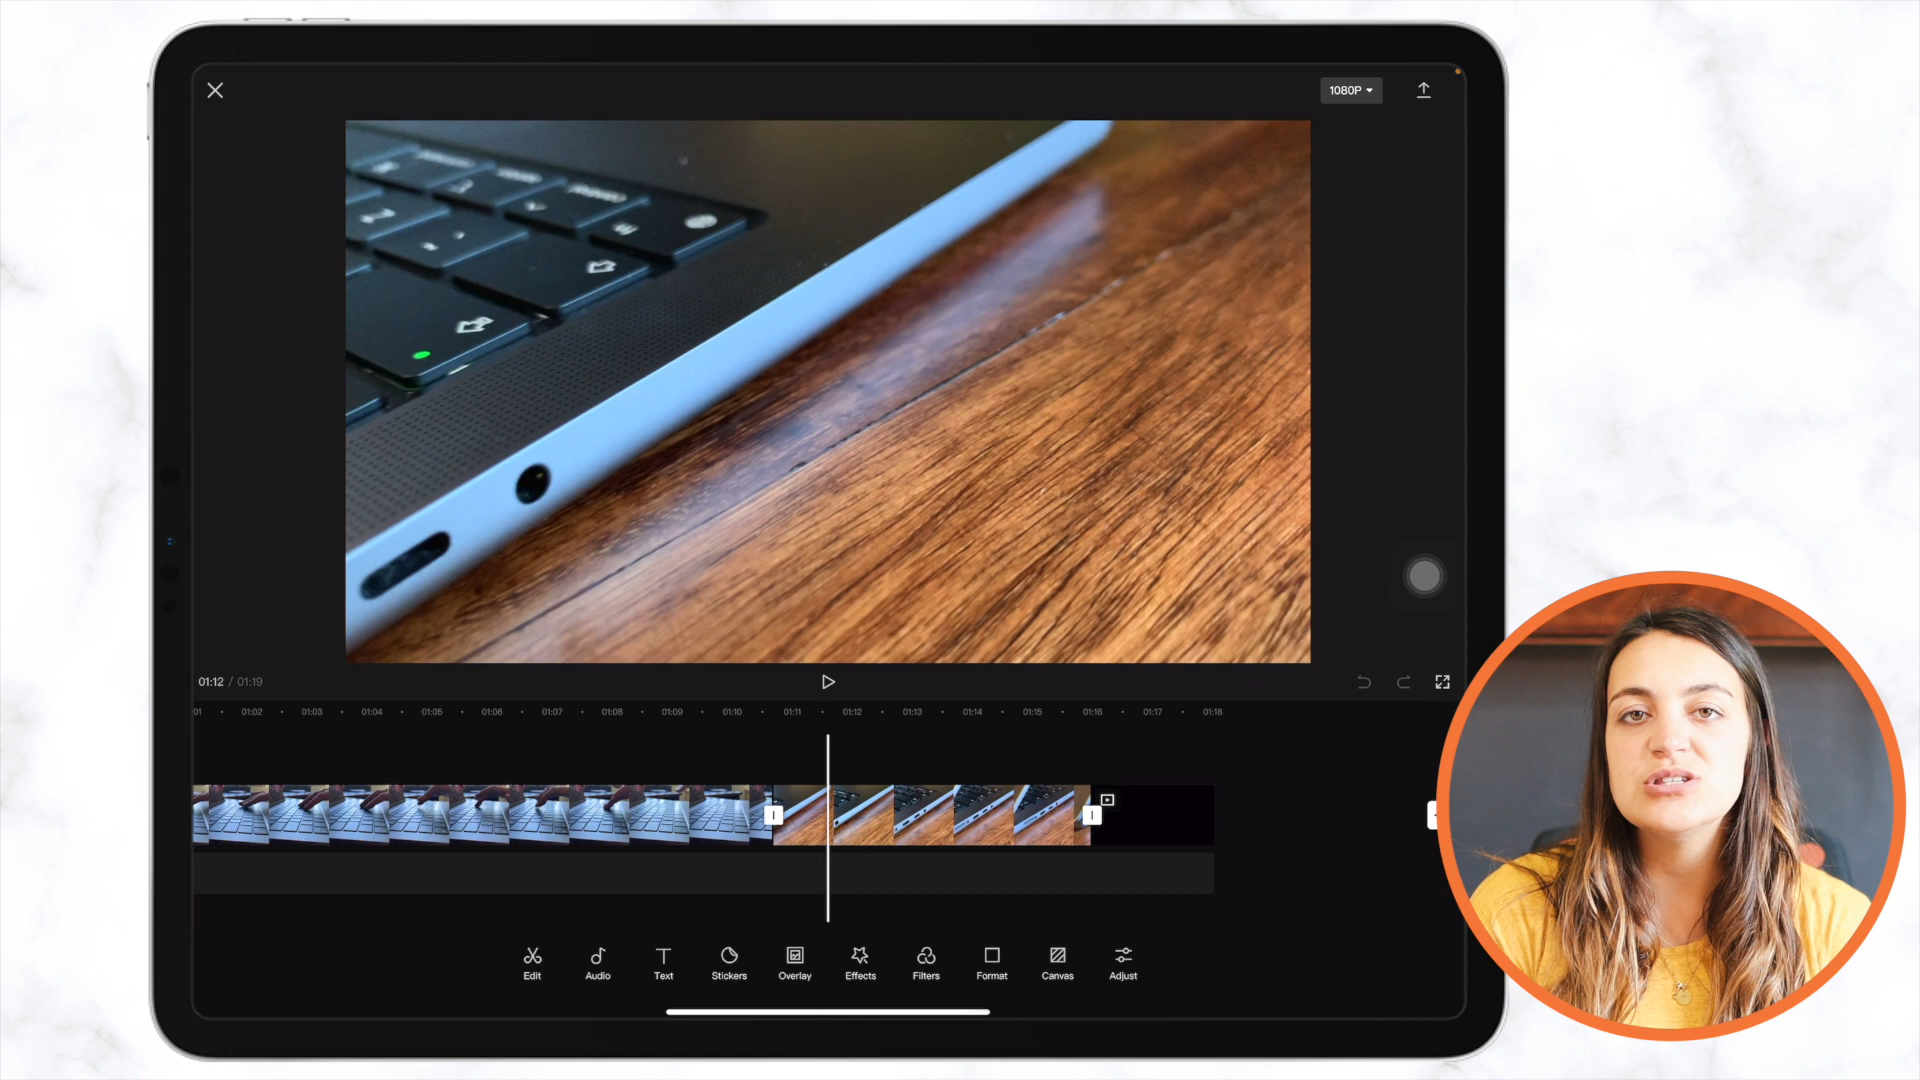 1080P
01:12 / 01:19
01 01:02 01:03 01:04 01:05 01:06 01:07 01:08 01:09 01:10 01:11 01:12 01:13 01:14 01:15 01:16 01:17 01:18
Edit Audio Text Stickers Overlay Effects Filters Format Canvas Adjust